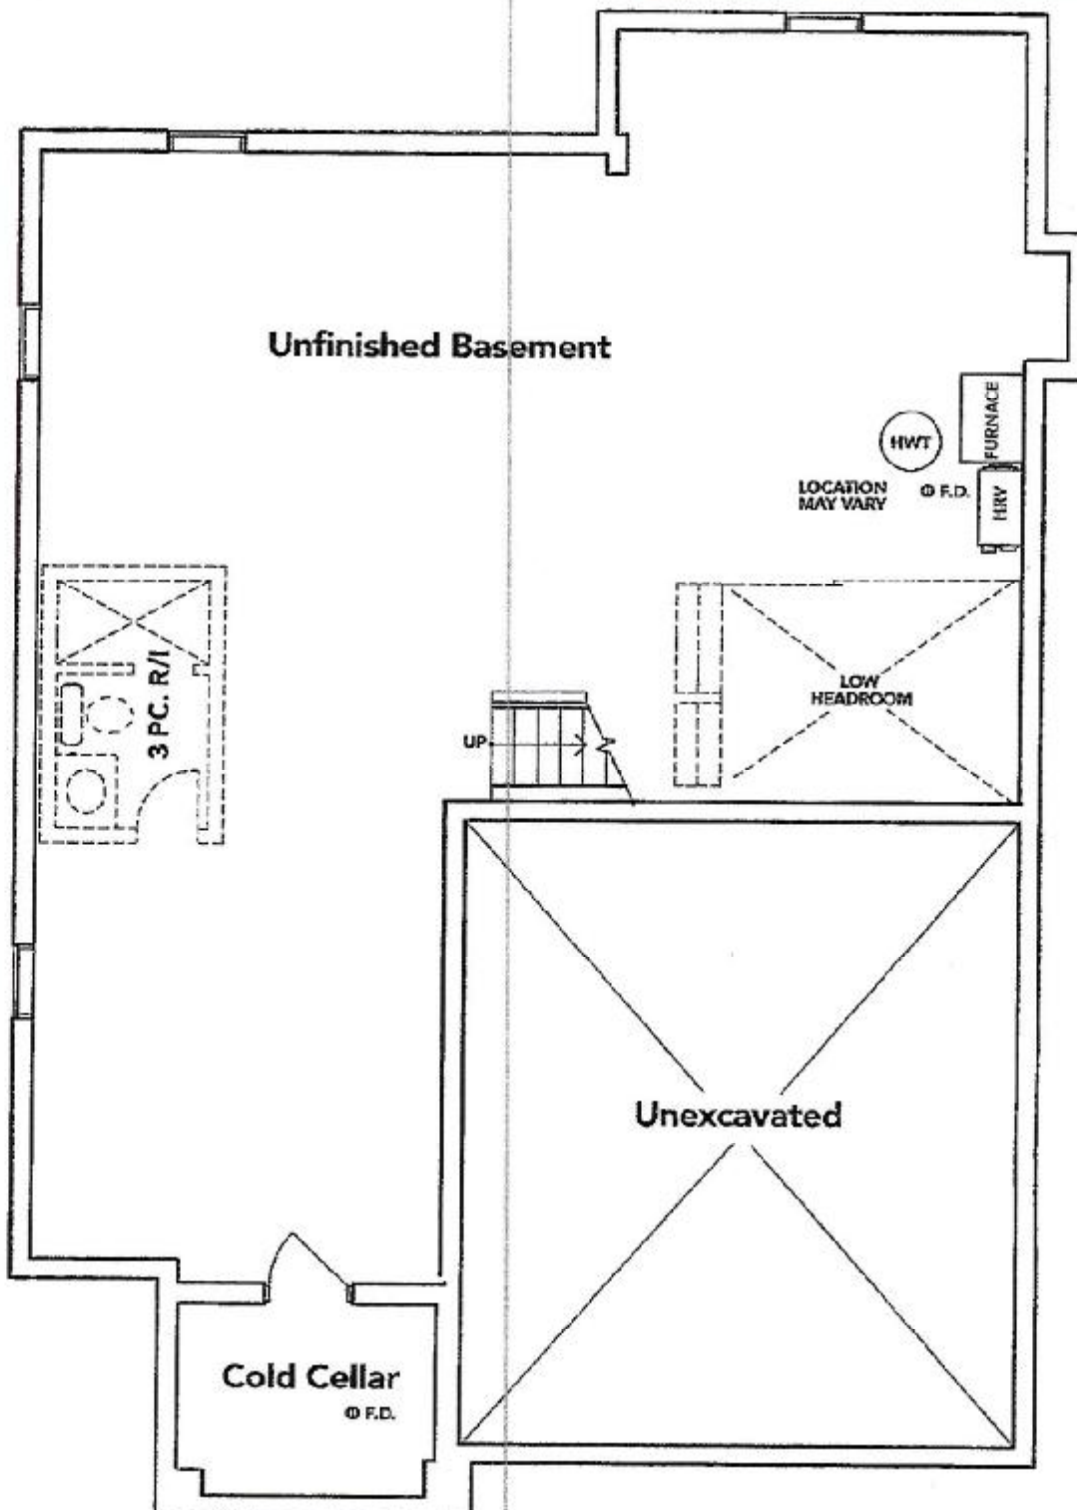 Unfinished Basement
FURNACE
HWT
LOCATION
MAY VARY
Φ F.D.
HRV
3 PC. R/I
LOW
HEADROOM
UP
Unexcavated
Cold Cellar
Φ F.D.